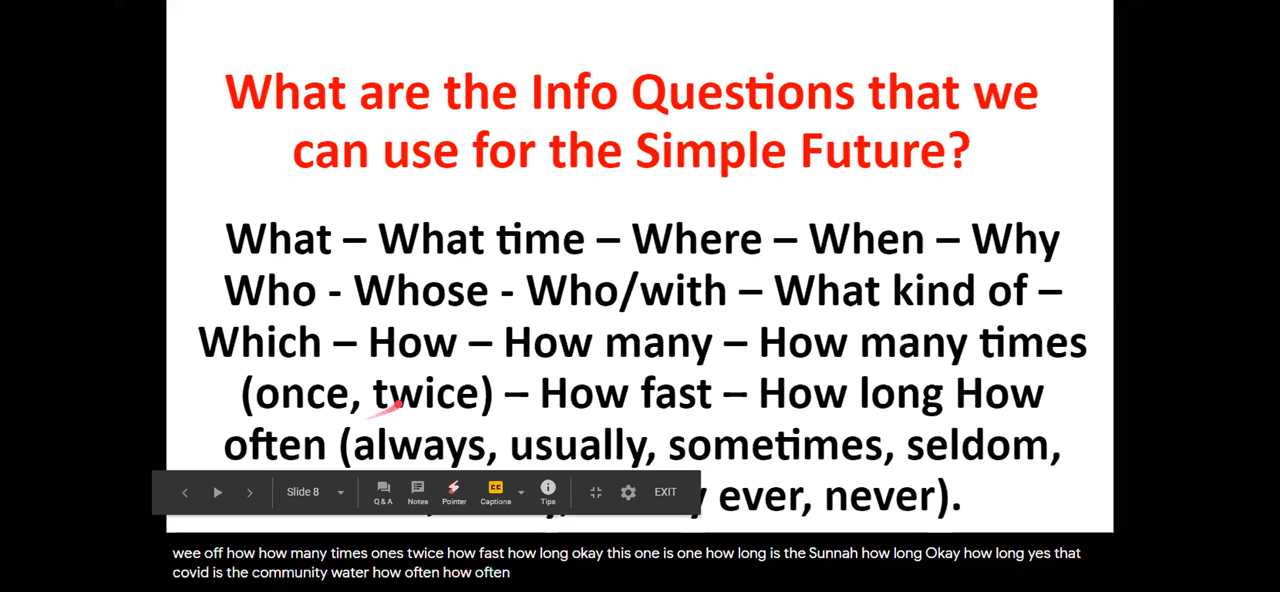 What are the Info Questions that we
can use for the Simple Future?
What – What time – Where – When – Why
Who - Whose - Who/with – What kind of –
Which – How – How many – How many times
(once, twice) – How fast – How long How
often (always, usually, sometimes, seldom,
ever, never).
Slide 8
Q & A
Notes
Pointer
CC
Captions
Tips
EXIT
wee off how how many times ones twice how fast how long okay this one is one how long is the Sunnah how long Okay how long yes that
covid is the community water how often how often